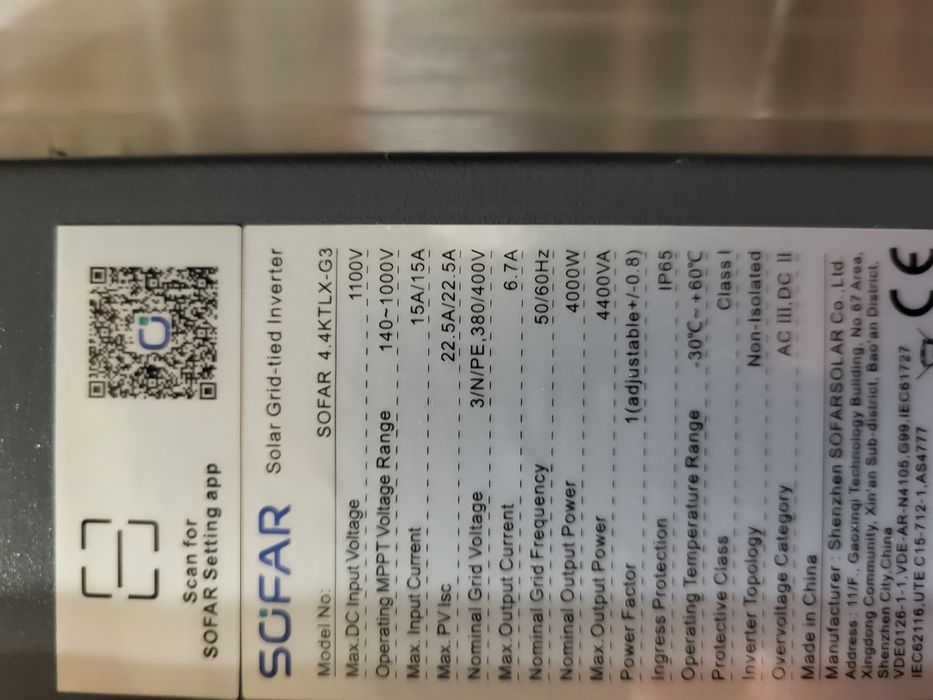 Scan for
SOFAR Setting app
SOFAR Solar Grid-tied Inverter
Model No: SOFAR 4.4KTLX-G3
Max.DC Input Voltage 1100V
Operating MPPT Voltage Range 140~1000V
Max. Input Current 15A/15A
Max. PV Isc 22.5A/22.5A
Nominal Grid Voltage 3/N/PE,380/400V
Max.Output Current 6.7A
Nominal Grid Frequency 50/60Hz
Nominal Output Power 4000W
Max.Output Power 4400VA
Power Factor 1(adjustable+/-0.8)
Ingress Protection IP65
Operating Temperature Range -30℃~+60℃
Protective Class Class I
Inverter Topology Non-Isolated
Overvoltage Category AC III,DC II
Made in China
Manufacturer : Shenzhen SOFARSOLAR Co.,Ltd.
Address : 11/F., Gaoxinqi Technology Building, No.67 Area,
Xingdong Community, Xin'an Sub-district, Bao'an District,
Shenzhen City,China
VDE0126-1-1,VDE-AR-N4105,G99,IEC61727
IEC62116,UTE C15-712-1,AS4777
CE